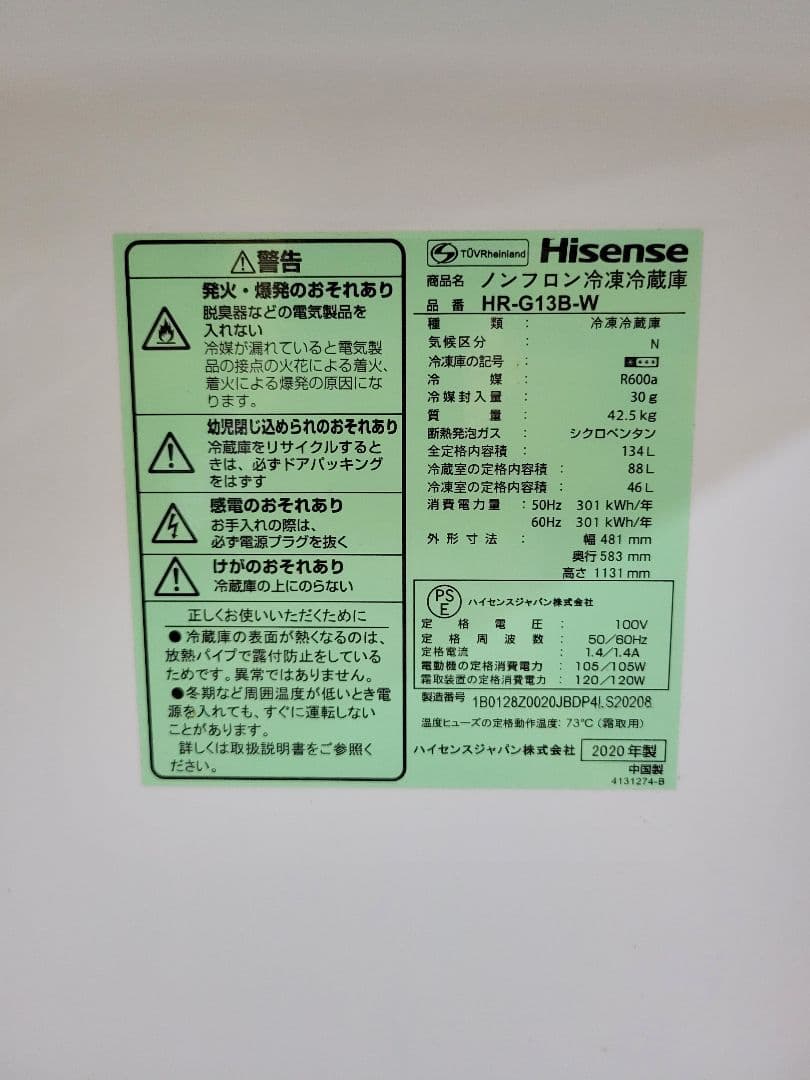 警告
発火・爆発のおそれあり
脱臭器などの電気製品を
入れない
冷媒が漏れていると電気製
品の接点の火花による着火、
着火による爆発の原因にな
ります。
幼児閉じ込められのおそれあり
冷蔵庫をリサイクルすると
きは、必ずドアパッキング
をはずす
感電のおそれあり
お手入れの際は、
必ず電源プラグを抜く
けがのおそれあり
冷蔵庫の上にのらない
正しくお使いいただくために
●冷蔵庫の表面が熱くなるのは、
放熱パイプで露付防止をしている
ためです。異常ではありません。
●冬期など周囲温度が低いとき電
源を入れても、すぐに運転しない
ことがあります。
詳しくは取扱説明書をご参照く
ださい。
TÜVRheinland Hisense
商品名 ノンフロン冷凍冷蔵庫
品番 HR-G13B-W
種類 : 冷凍冷蔵庫
気候区分 : N
冷凍庫の記号 :
冷媒 : R600a
冷媒封入量 : 30g
質量 : 42.5kg
断熱発泡ガス : シクロペンタン
全定格内容積 : 134L
冷蔵室の定格内容積 : 88L
冷凍室の定格内容積 : 46L
消費電力量 : 50Hz 301 kWh/年
60Hz 301 kWh/年
外形寸法 : 幅 481 mm
奥行 583 mm
高さ 1131 mm
PSE ハイセンスジャパン株式会社
定格電圧 : 100V
定格周波数 : 50/60Hz
定格電流 : 1.4/1.4A
電動機の定格消費電力 : 105/105W
霜取装置の定格消費電力 : 120/120W
製造番号 1B0128Z0020JBDP4LS20208
温度ヒューズの定格動作温度: 73℃(霜取用)
ハイセンスジャパン株式会社 2020年製
中国製
4131274-B